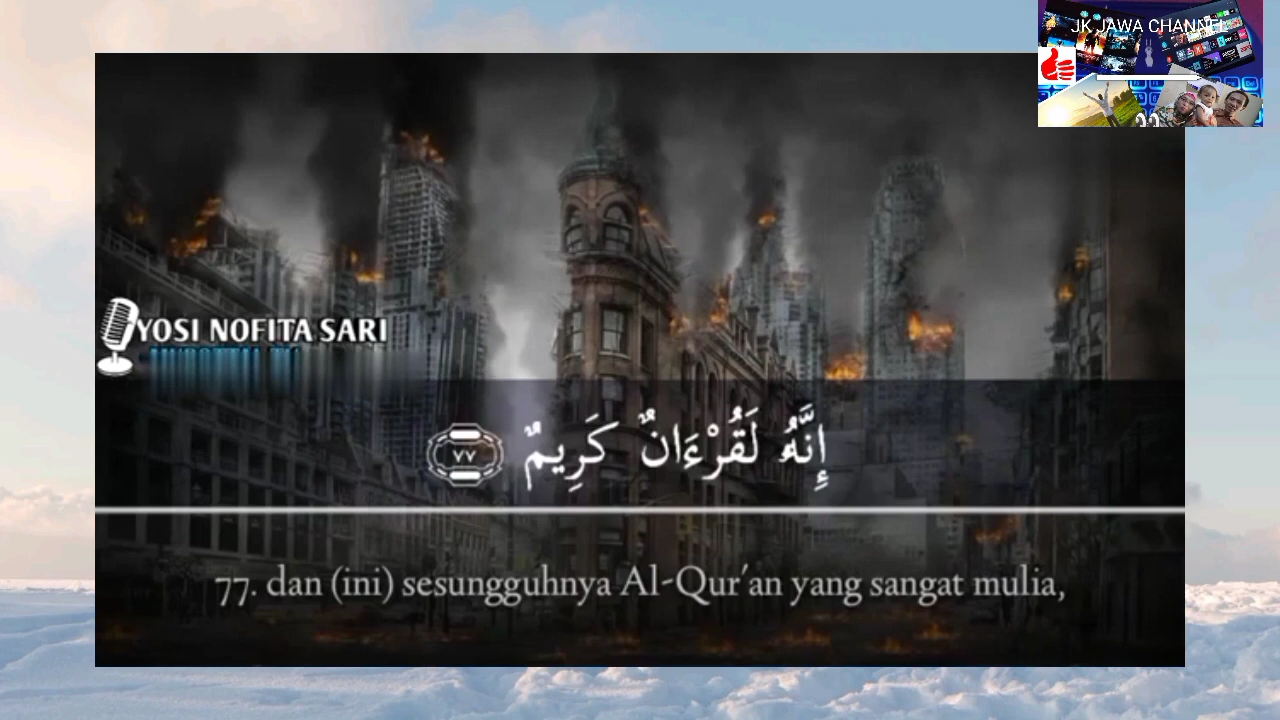 JK JAWA CHANNEL
YOSI NOFITA SARI
إِنَّهُۥ لَقُرْءَانٌ كَرِيمٌ ٧٧
77. dan (ini) sesungguhnya Al-Qur'an yang sangat mulia,